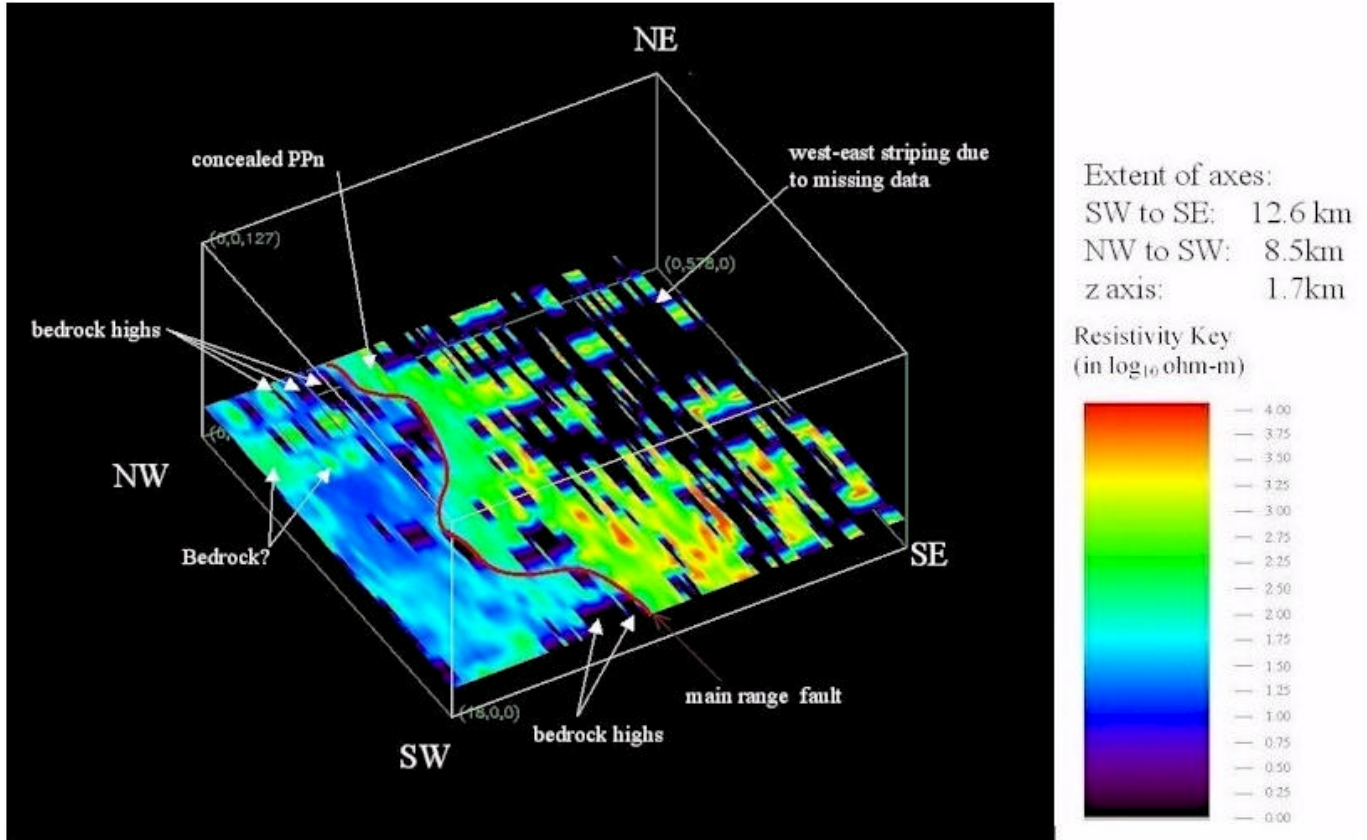 NE
concealed PPn
west-east striping due
to missing data
(0,0,127)
(0,578,0)
bedrock highs
NW
Bedrock?
SE
main range fault
(18,0,0)
bedrock highs
SW
Extent of axes:
SW to SE: 12.6 km
NW to SW: 8.5km
z axis: 1.7km
Resistivity Key
(in log₁₀ ohm-m)
4.00
3.75
3.50
3.25
3.00
2.75
2.50
2.25
2.00
1.75
1.50
1.25
1.00
0.75
0.50
0.25
0.00